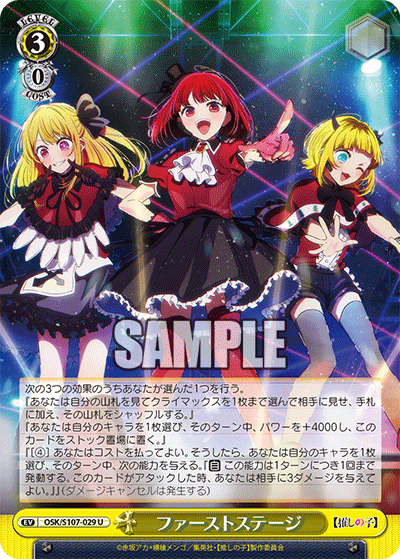 LEVEL
3
0
COST
SAMPLE
次の3つの効果のうちあなたが選んだ1つを行う。
『あなたは自分の山札を見てクライマックスを1枚まで選んで相手に見せ、手札
に加え、その山札をシャッフルする。』
『あなたは自分のキャラを1枚選び、そのターン中、パワーを+4000し、この
カードをストック置場に置く。』
『[④] あなたはコストを払ってよい。そうしたら、あなたは自分のキャラを1枚選
び、そのターン中、次の能力を与える。『自 この能力は1ターンにつき1回まで
発動する。このカードがアタックした時、あなたは相手に3ダメージを与えて
よい。』』(ダメージキャンセルは発生する)
EV OSK/S107-029 U
ファーストステージ
【推しの子】
©赤坂アカ×横槍メンゴ/集英社・【推しの子】製作委員会